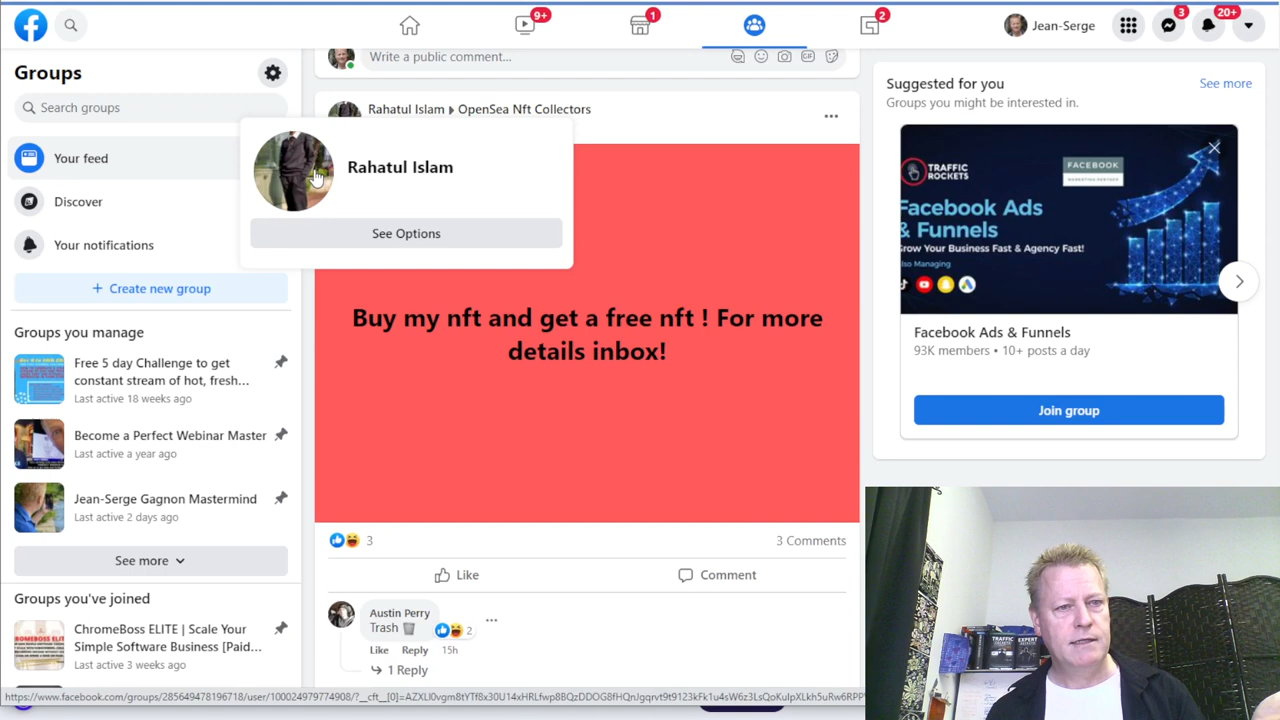 9+
1
2
Jean-Serge
3
20+
Groups
Search groups
Your feed
Discover
Your notifications
+ Create new group
Groups you manage
Free 5 day Challenge to get
constant stream of hot, fresh...
Last active 18 weeks ago
Become a Perfect Webinar Master
Last active a year ago
Jean-Serge Gagnon Mastermind
Last active 2 days ago
See more
Groups you've joined
ChromeBoss ELITE | Scale Your
Simple Software Business [Paid...
Last active 3 weeks ago
Write a public comment...
GIF
Rahatul Islam OpenSea Nft Collectors
Rahatul Islam
See Options
Buy my nft and get a free nft ! For more
details inbox!
3
3 Comments
Like
Comment
Austin Perry
Trash
2
Like Reply 15h
1 Reply
Suggested for you
See more
Groups you might be interested in.
TRAFFIC
ROCKETS
FACEBOOK
MARKETING PARTNER
Facebook Ads
& Funnels
Grow Your Business Fast & Agency Fast!
Also Managing
Facebook Ads & Funnels
93K members • 10+ posts a day
Join group
TRAFFIC
EXPERT